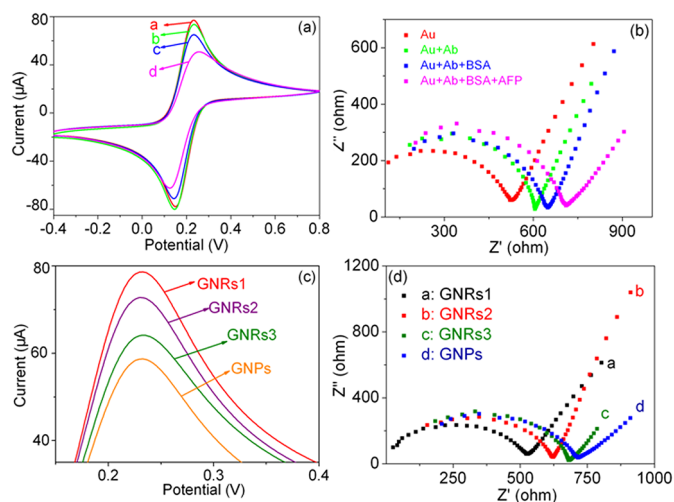 (a)
a
b
c
d
Current (µA)
80
40
0
-40
-80
-0.4 -0.2 0.0 0.2 0.4 0.6 0.8
Potential (V)
(b)
Au
Au+Ab
Au+Ab+BSA
Au+Ab+BSA+AFP
Z'' (ohm)
600
400
200
0
300 600 900
Z' (ohm)
(c)
GNRs1
GNRs2
GNRs3
GNPs
Current (µA)
80
60
40
0.2 0.3 0.4
Potential (V)
(d)
a: GNRs1
b: GNRs2
c: GNRs3
d: GNPs
b
a
c
d
Z'' (ohm)
1200
800
400
0
0 250 500 750 1000
Z' (ohm)